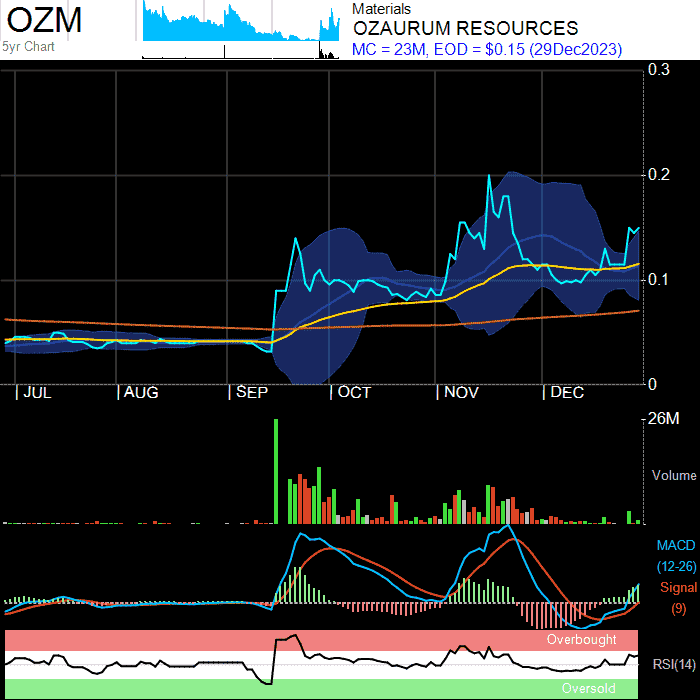 OZM
5yr Chart
Materials
OZAURUM RESOURCES
MC = 23M, EOD = $0.15 (29Dec2023)
0.3
0.2
0.1
0
JUL AUG SEP OCT NOV DEC
26M
Volume
MACD
(12-26)
Signal
(9)
Overbought
RSI(14)
Oversold